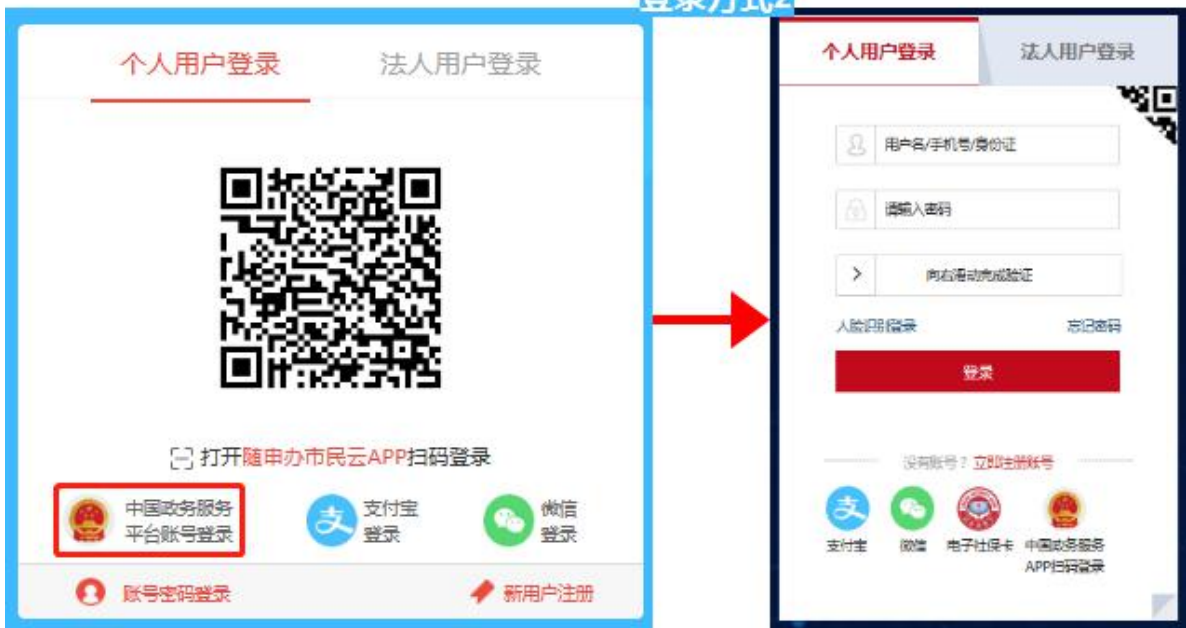 登录方式2
个人用户登录
法人用户登录
打开随申办市民云APP扫码登录
中国政务服务
平台账号登录
支付宝
登录
微信
登录
账号密码登录
新用户注册
个人用户登录
法人用户登录
用户名/手机号/身份证
请输入密码
向右滑动完成验证
人脸识别登录
忘记密码
登录
没有账号？立即注册账号
支付宝
微信
电子社保卡
中国政务服务
APP扫码登录